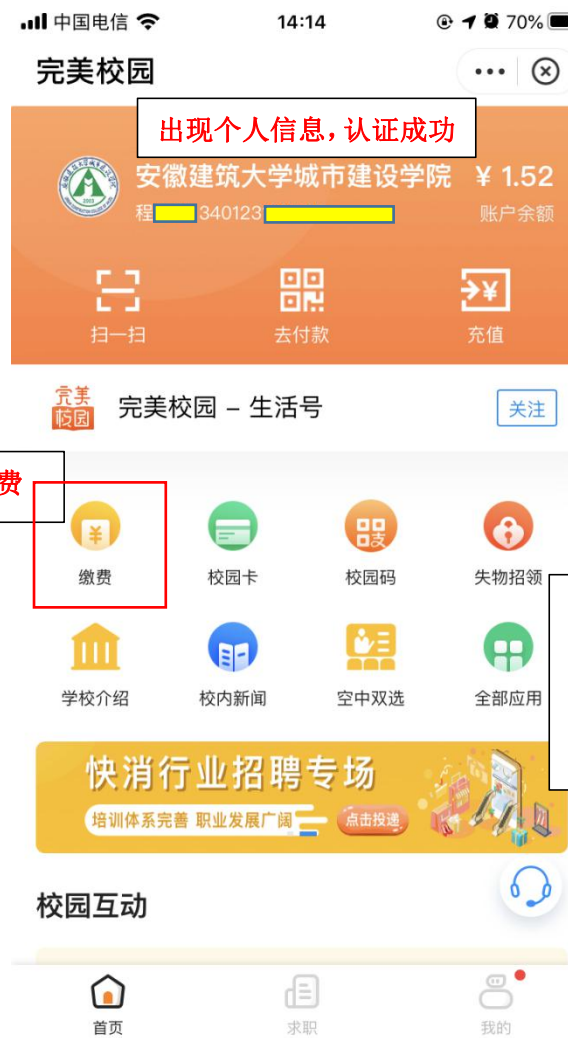 中国电信 14:14 70%
完美校园
出现个人信息，认证成功
安徽建筑大学城市建设学院 ¥ 1.52
程 340123 账户余额
扫一扫 去付款 充值
完美校园 完美校园 – 生活号 关注
费
缴费 校园卡 校园码 失物招领
学校介绍 校内新闻 空中双选 全部应用
快消行业招聘专场
培训体系完善 职业发展广阔 点击投递
校园互动
首页 求职 我的